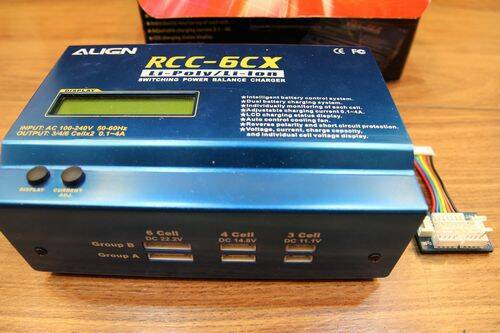 ALIGN
RCC-6CX
Li-Poly/Li-Ion
SWITCHING POWER BALANCE CHARGER
CE FC
DISPLAY
★Intelligent battery control system.
★Dual battery charging system.
★Individually monitoring of each cell.
★Adjustable charging current 0.1~4A.
★LCD charging status display.
★Auto control cooling fan.
★Reverse polarity and short circuit protection.
★Voltage, current, charge capacity,
and individual cell voltage display.
INPUT: AC 100-240V 50-60Hz
OUTPUT: 3/4/6 Cellx2 0.1~4A
DISPLAY
CURRENT
ADJ.
6 Cell
DC 22.2V
4 Cell
DC 14.8V
3 Cell
DC 11.1V
Group B
Group A